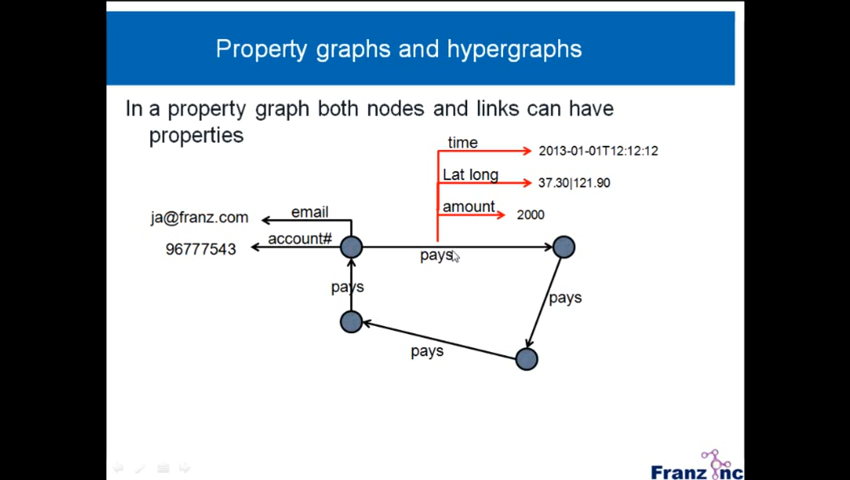 Property graphs and hypergraphs
In a property graph both nodes and links can have
properties
time
2013-01-01T12:12:12
Lat long
37.30|121.90
amount
2000
ja@franz.com
email
96777543
account#
pays
pays
pays
pays
Franz Inc